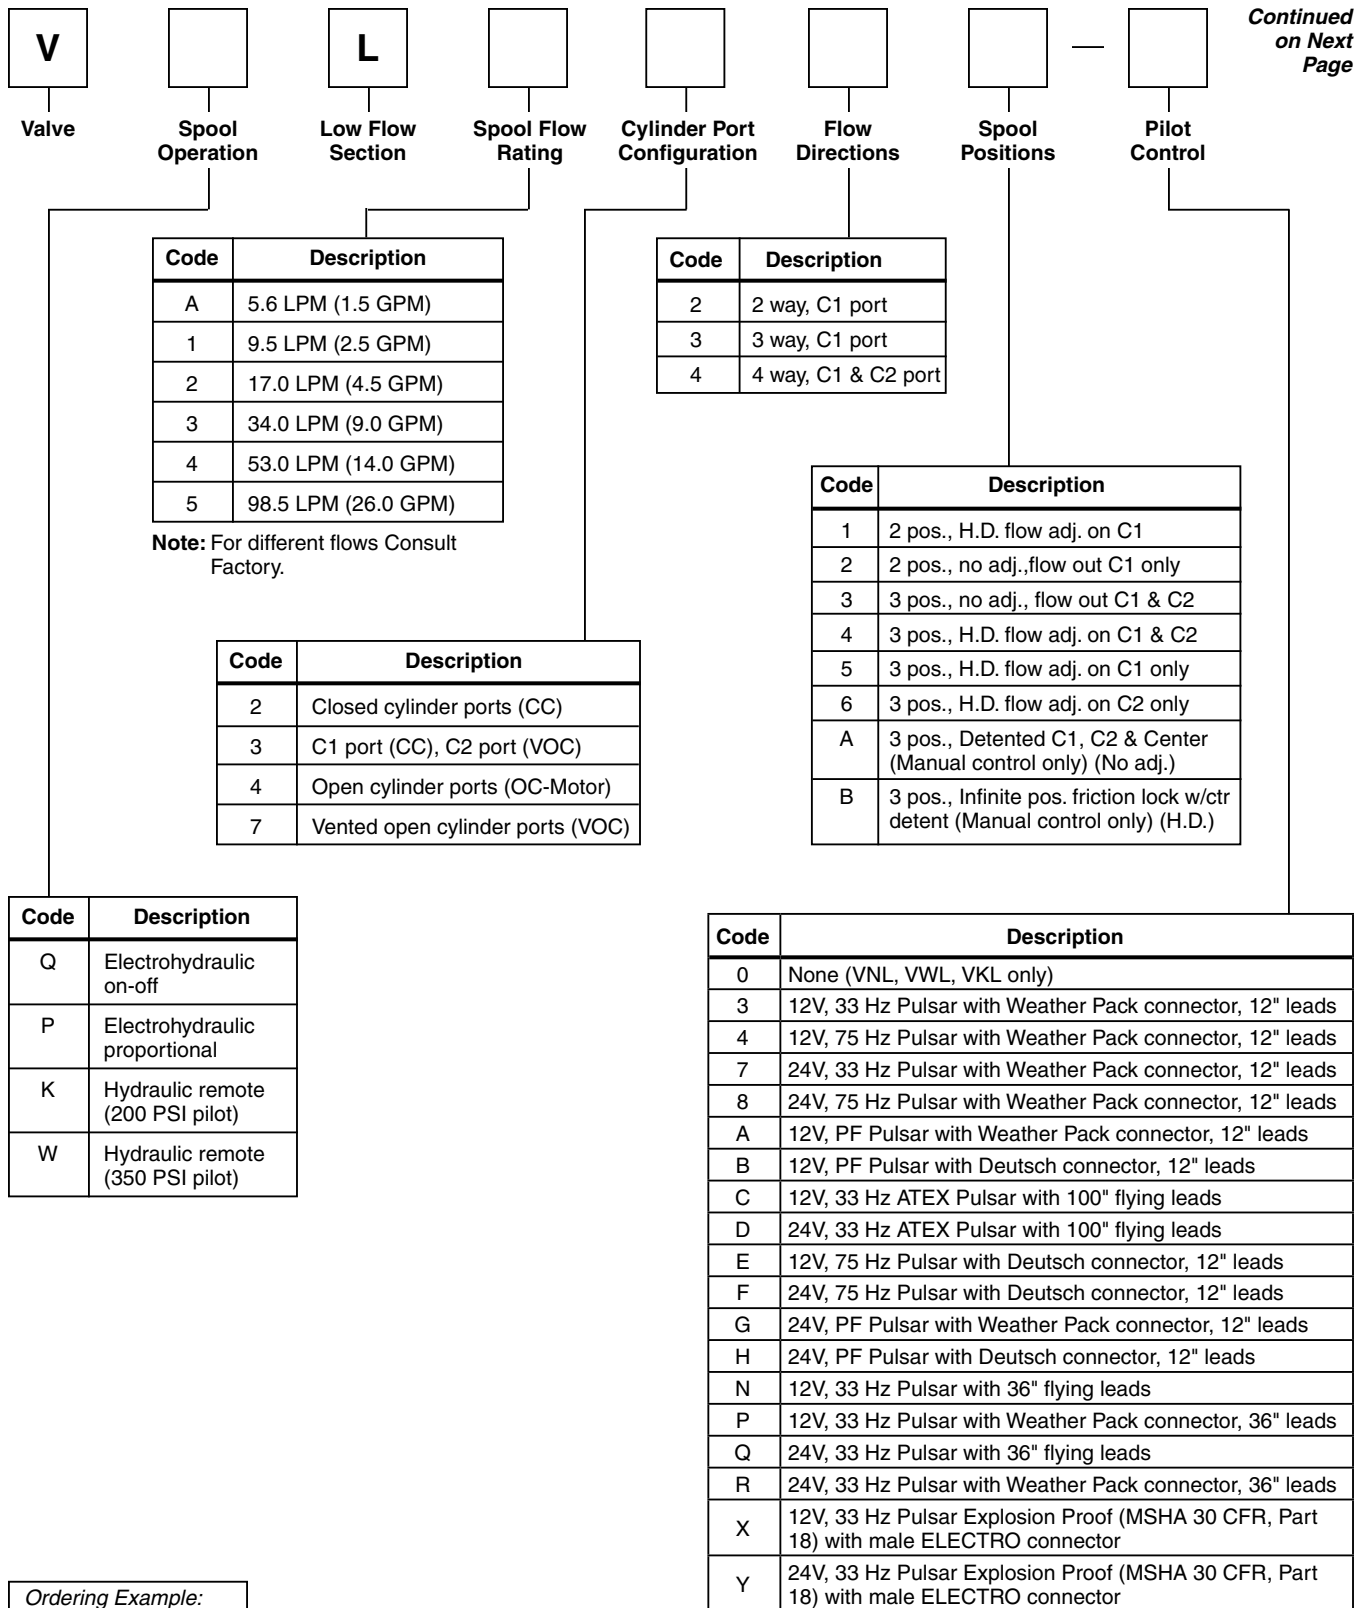 V
L
Continued
on Next
Page
Valve
Spool
Operation
Low Flow
Section
Spool Flow
Rating
Cylinder Port
Configuration
Flow
Directions
Spool
Positions
—
Pilot
Control
Code Description
A 5.6 LPM (1.5 GPM)
1 9.5 LPM (2.5 GPM)
2 17.0 LPM (4.5 GPM)
3 34.0 LPM (9.0 GPM)
4 53.0 LPM (14.0 GPM)
5 98.5 LPM (26.0 GPM)
Note: For different flows Consult
Factory.
Code Description
2 2 way, C1 port
3 3 way, C1 port
4 4 way, C1 & C2 port
Code Description
1 2 pos., H.D. flow adj. on C1
2 2 pos., no adj.,flow out C1 only
3 3 pos., no adj., flow out C1 & C2
4 3 pos., H.D. flow adj. on C1 & C2
5 3 pos., H.D. flow adj. on C1 only
6 3 pos., H.D. flow adj. on C2 only
A 3 pos., Detented C1, C2 & Center
(Manual control only) (No adj.)
B 3 pos., Infinite pos. friction lock w/ctr
detent (Manual control only) (H.D.)
Code Description
2 Closed cylinder ports (CC)
3 C1 port (CC), C2 port (VOC)
4 Open cylinder ports (OC-Motor)
7 Vented open cylinder ports (VOC)
Code Description
Q Electrohydraulic
on-off
P Electrohydraulic
proportional
K Hydraulic remote
(200 PSI pilot)
W Hydraulic remote
(350 PSI pilot)
Code Description
0 None (VNL, VWL, VKL only)
3 12V, 33 Hz Pulsar with Weather Pack connector, 12" leads
4 12V, 75 Hz Pulsar with Weather Pack connector, 12" leads
7 24V, 33 Hz Pulsar with Weather Pack connector, 12" leads
8 24V, 75 Hz Pulsar with Weather Pack connector, 12" leads
A 12V, PF Pulsar with Weather Pack connector, 12" leads
B 12V, PF Pulsar with Deutsch connector, 12" leads
C 12V, 33 Hz ATEX Pulsar with 100" flying leads
D 24V, 33 Hz ATEX Pulsar with 100" flying leads
E 12V, 75 Hz Pulsar with Deutsch connector, 12" leads
F 24V, 75 Hz Pulsar with Deutsch connector, 12" leads
G 24V, PF Pulsar with Weather Pack connector, 12" leads
H 24V, PF Pulsar with Deutsch connector, 12" leads
N 12V, 33 Hz Pulsar with 36" flying leads
P 12V, 33 Hz Pulsar with Weather Pack connector, 36" leads
Q 24V, 33 Hz Pulsar with 36" flying leads
R 24V, 33 Hz Pulsar with Weather Pack connector, 36" leads
X 12V, 33 Hz Pulsar Explosion Proof (MSHA 30 CFR, Part
18) with male ELECTRO connector
Y 24V, 33 Hz Pulsar Explosion Proof (MSHA 30 CFR, Part
18) with male ELECTRO connector
Ordering Example: